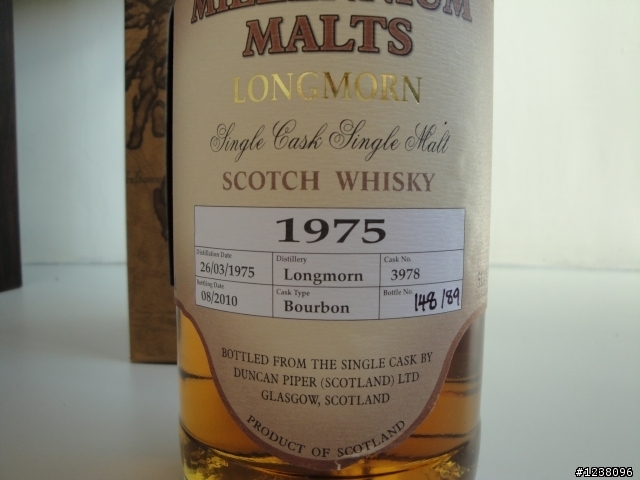 MILLENNIUM
MALTS
LONGMORN
Single Cask Single Malt
SCOTCH WHISKY
1975
Distillation Date
26/03/1975
Distillery
Longmorn
Cask No.
3978
Bottling Date
08/2010
Cask Type
Bourbon
Bottle No.
148/89
BOTTLED FROM THE SINGLE CASK BY
DUNCAN PIPER (SCOTLAND) LTD
GLASGOW, SCOTLAND
PRODUCT OF SCOTLAND
#1238096